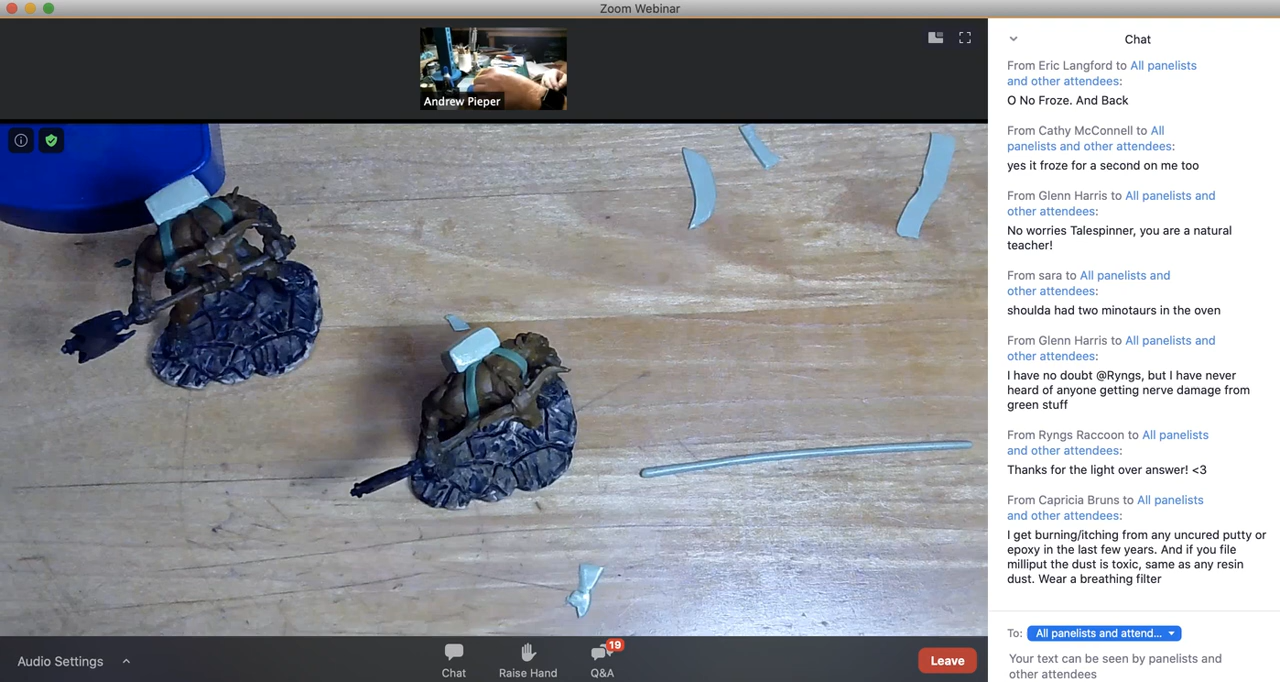 Zoom Webinar
Andrew Pieper
Chat
From Eric Langford to All panelists
and other attendees:
O No Froze. And Back
From Cathy McConnell to All
panelists and other attendees:
yes it froze for a second on me too
From Glenn Harris to All panelists and
other attendees:
No worries Talespinner, you are a natural
teacher!
From sara to All panelists and
other attendees:
shoulda had two minotaurs in the oven
From Glenn Harris to All panelists and
other attendees:
I have no doubt @Ryngs, but I have never
heard of anyone getting nerve damage from
green stuff
From Ryngs Raccoon to All panelists
and other attendees:
Thanks for the light over answer! <3
From Capricia Bruns to All panelists
and other attendees:
I get burning/itching from any uncured putty or
epoxy in the last few years. And if you file
milliput the dust is toxic, same as any resin
dust. Wear a breathing filter
To: All panelists and attend...
Your text can be seen by panelists and
other attendees
Audio Settings
Chat
Raise Hand
19
Q&A
Leave